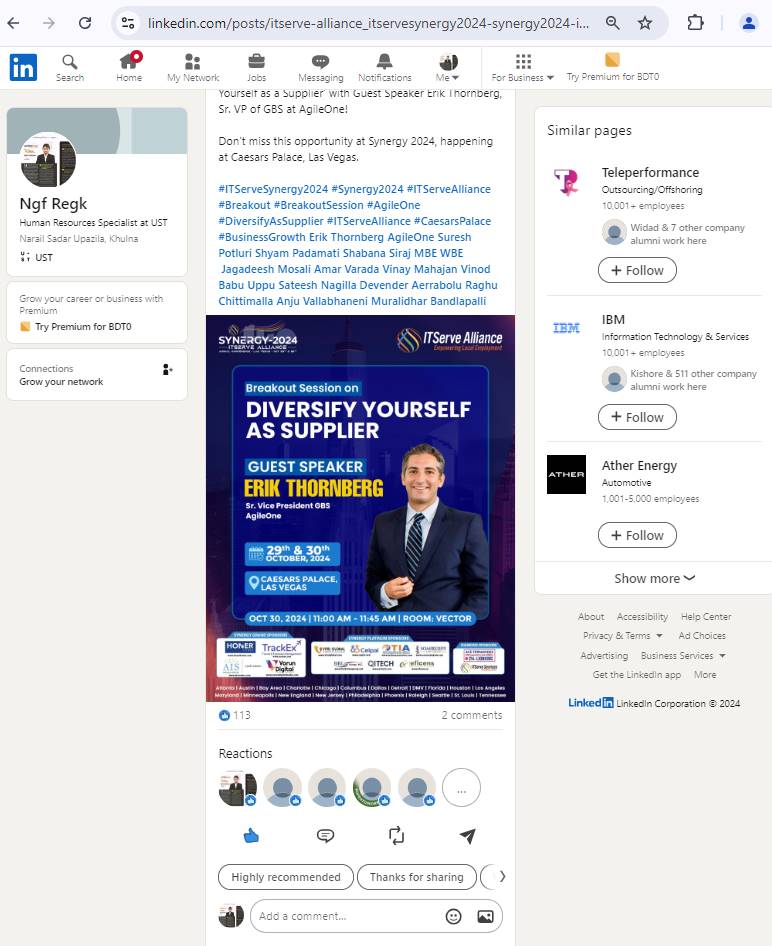 linkedin.com/posts/itserve-alliance_itservesynergy2024-synergy2024-i...
in
Search
Home
My Network
Jobs
Messaging
Notifications
Me
For Business
Try Premium for BDT0
Ngf Regk
Human Resources Specialist at UST
Narail Sadar Upazila, Khulna
UST
Grow your career or business with
Premium
Try Premium for BDT0
Connections
Grow your network
Yourself as a Supplier' with Guest Speaker Erik Thornberg,
Sr. VP of GBS at AgileOne!
Don't miss this opportunity at Synergy 2024, happening
at Caesars Palace, Las Vegas.
#ITServeSynergy2024 #Synergy2024 #ITServeAlliance
#Breakout #BreakoutSession #AgileOne
#DiversifyAsSupplier #ITServeAlliance #CaesarsPalace
#BusinessGrowth Erik Thornberg AgileOne Suresh
Potluri Shyam Padamati Shabana Siraj MBE WBE
Jagadeesh Mosali Amar Varada Vinay Mahajan Vinod
Babu Uppu Sateesh Nagilla Devender Aerrabolu Raghu
Chittimalla Anju Vallabhaneni Muralidhar Bandlapalli
SYNERGY-2024
ITSERVE ALLIANCE
ITServe Alliance
Empowering Local Employment
Breakout Session on
DIVERSIFY YOURSELF
AS SUPPLIER
GUEST SPEAKER
ERIK THORNBERG
Sr. Vice President GBS
AgileOne
29th & 30th
OCTOBER, 2024
CAESARS PALACE,
LAS VEGAS
OCT 30, 2024 | 11:00 AM - 11:45 AM | ROOM: VECTOR
HONER
TrackEx
AIS
Varun
Digital
Celpai
DTIA
QITECH
eficens
Atlanta | Austin | Bay Area | Charlotte | Chicago | Columbus | Dallas | Detroit | DMV | Florida | Houston | Los Angeles
Maryland | Minneapolis | New England | New Jersey | Philadelphia | Phoenix | Raleigh | Seattle | St. Louis | Tennessee
113
2 comments
Reactions
...
Highly recommended
Thanks for sharing
Add a comment...
Similar pages
Teleperformance
Outsourcing/Offshoring
10,001+ employees
Widad & 7 other company
alumni work here
+ Follow
IBM
IBM
Information Technology & Services
10,001+ employees
Kishore & 511 other company
alumni work here
+ Follow
ATHER
Ather Energy
Automotive
1,001-5,000 employees
+ Follow
Show more
About Accessibility Help Center
Privacy & Terms Ad Choices
Advertising Business Services
Get the LinkedIn app More
LinkedIn LinkedIn Corporation © 2024